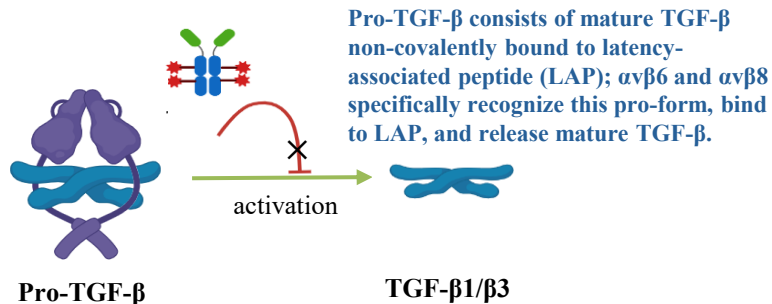 Pro-TGF-β consists of mature TGF-β
non-covalently bound to latency-
associated peptide (LAP); αvβ6 and αvβ8
specifically recognize this pro-form, bind
to LAP, and release mature TGF-β.
activation
Pro-TGF-β
TGF-β1/β3